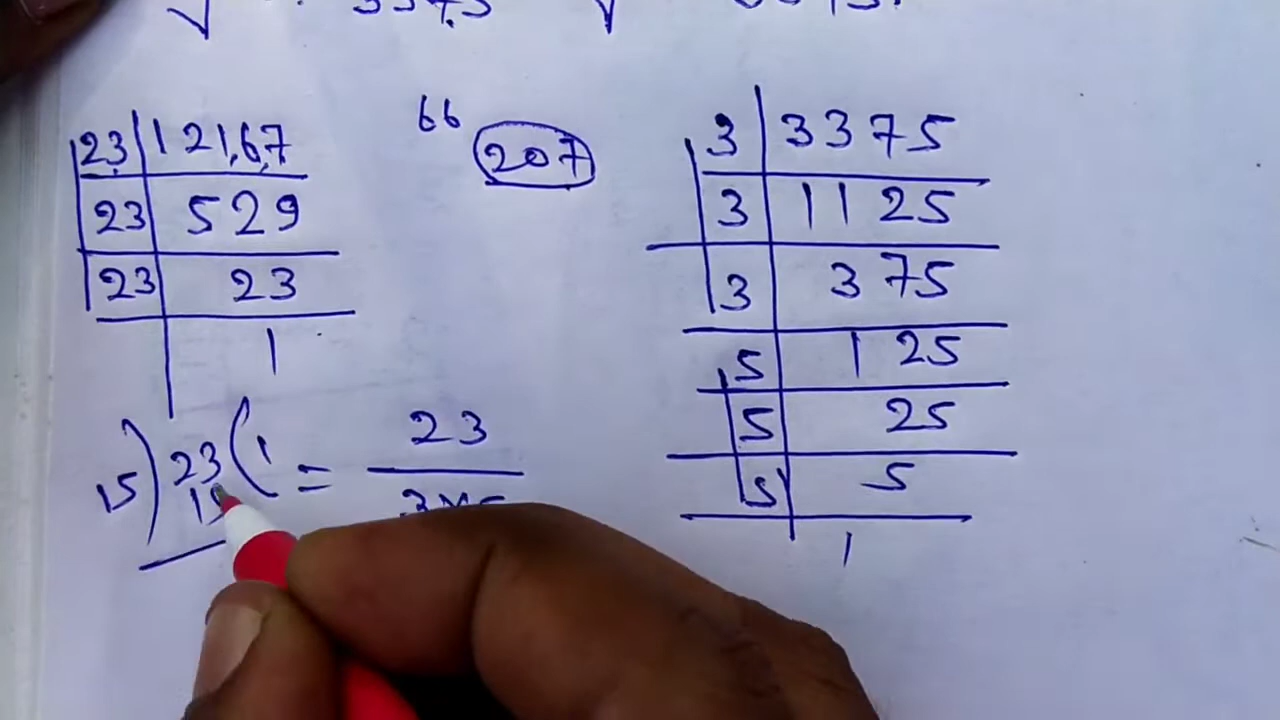 23 | 12167
23 | 529
23 | 23
1
66
207
3 | 3375
3 | 1125
3 | 375
5 | 125
5 | 25
5 | 5
1
15 ) 23 ( 1 = 23
15